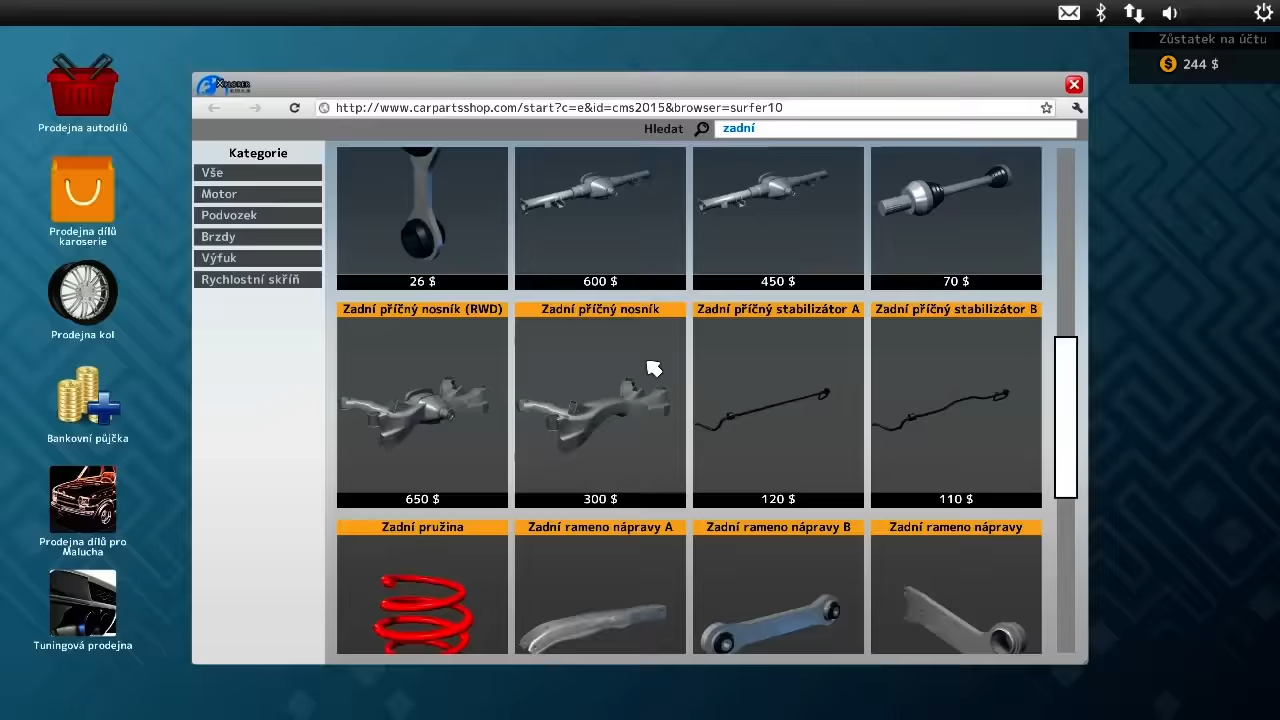 Zůstatek na účtu
244 $
Prodejna autodílů
Prodejna dílů
karoserie
Prodejna kol
Bankovní půjčka
Prodejna dílů pro
Malucha
Tuningová prodejna
XPLORER
http://www.carpartsshop.com/start?c=e&id=cms2015&browser=surfer10
Hledat
zadní
Kategorie
Vše
Motor
Podvozek
Brzdy
Výfuk
Rychlostní skříň
26 $
600 $
450 $
70 $
Zadní příčný nosník (RWD)
Zadní příčný nosník
Zadní příčný stabilizátor A
Zadní příčný stabilizátor B
650 $
300 $
120 $
110 $
Zadní pružina
Zadní rameno nápravy A
Zadní rameno nápravy B
Zadní rameno nápravy